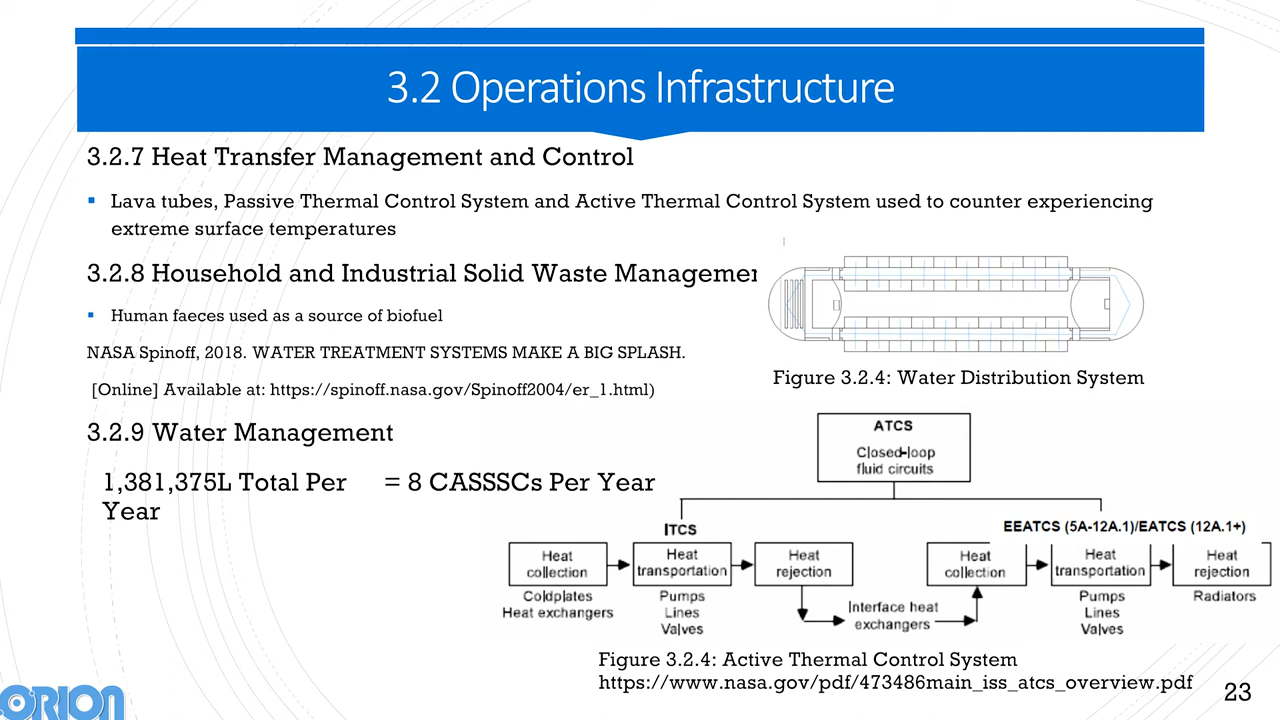 3.2 Operations Infrastructure
3.2.7 Heat Transfer Management and Control
Lava tubes, Passive Thermal Control System and Active Thermal Control System used to counter experiencing
extreme surface temperatures
3.2.8 Household and Industrial Solid Waste Managemen
Human faeces used as a source of biofuel
NASA Spinoff, 2018. WATER TREATMENT SYSTEMS MAKE A BIG SPLASH.
[Online] Available at: https://spinoff.nasa.gov/Spinoff2004/er_1.html)
Figure 3.2.4: Water Distribution System
3.2.9 Water Management
1,381,375L Total Per
Year
= 8 CASSSCs Per Year
ATCS
Closed-loop
fluid circuits
ITCS
EEATCS (5A-12A.1)/EATCS (12A.1+)
Heat
collection
Heat
transportation
Heat
rejection
Heat
collection
Heat
transportation
Heat
rejection
Coldplates
Heat exchangers
Pumps
Lines
Valves
Interface heat
exchangers
Pumps
Lines
Valves
Radiators
Figure 3.2.4: Active Thermal Control System
https://www.nasa.gov/pdf/473486main_iss_atcs_overview.pdf
ORION
23